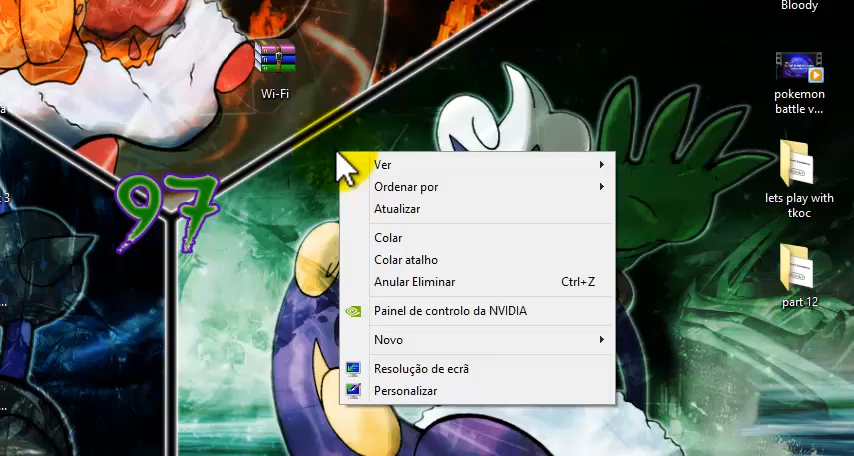 Bloody
Wi-Fi
pokemon
battle v...
3
97
lets play with
tkoc
part 12
Ver
Ordenar por
Atualizar
Colar
Colar atalho
Anular Eliminar Ctrl+Z
Painel de controlo da NVIDIA
Novo
Resolução de ecrã
Personalizar